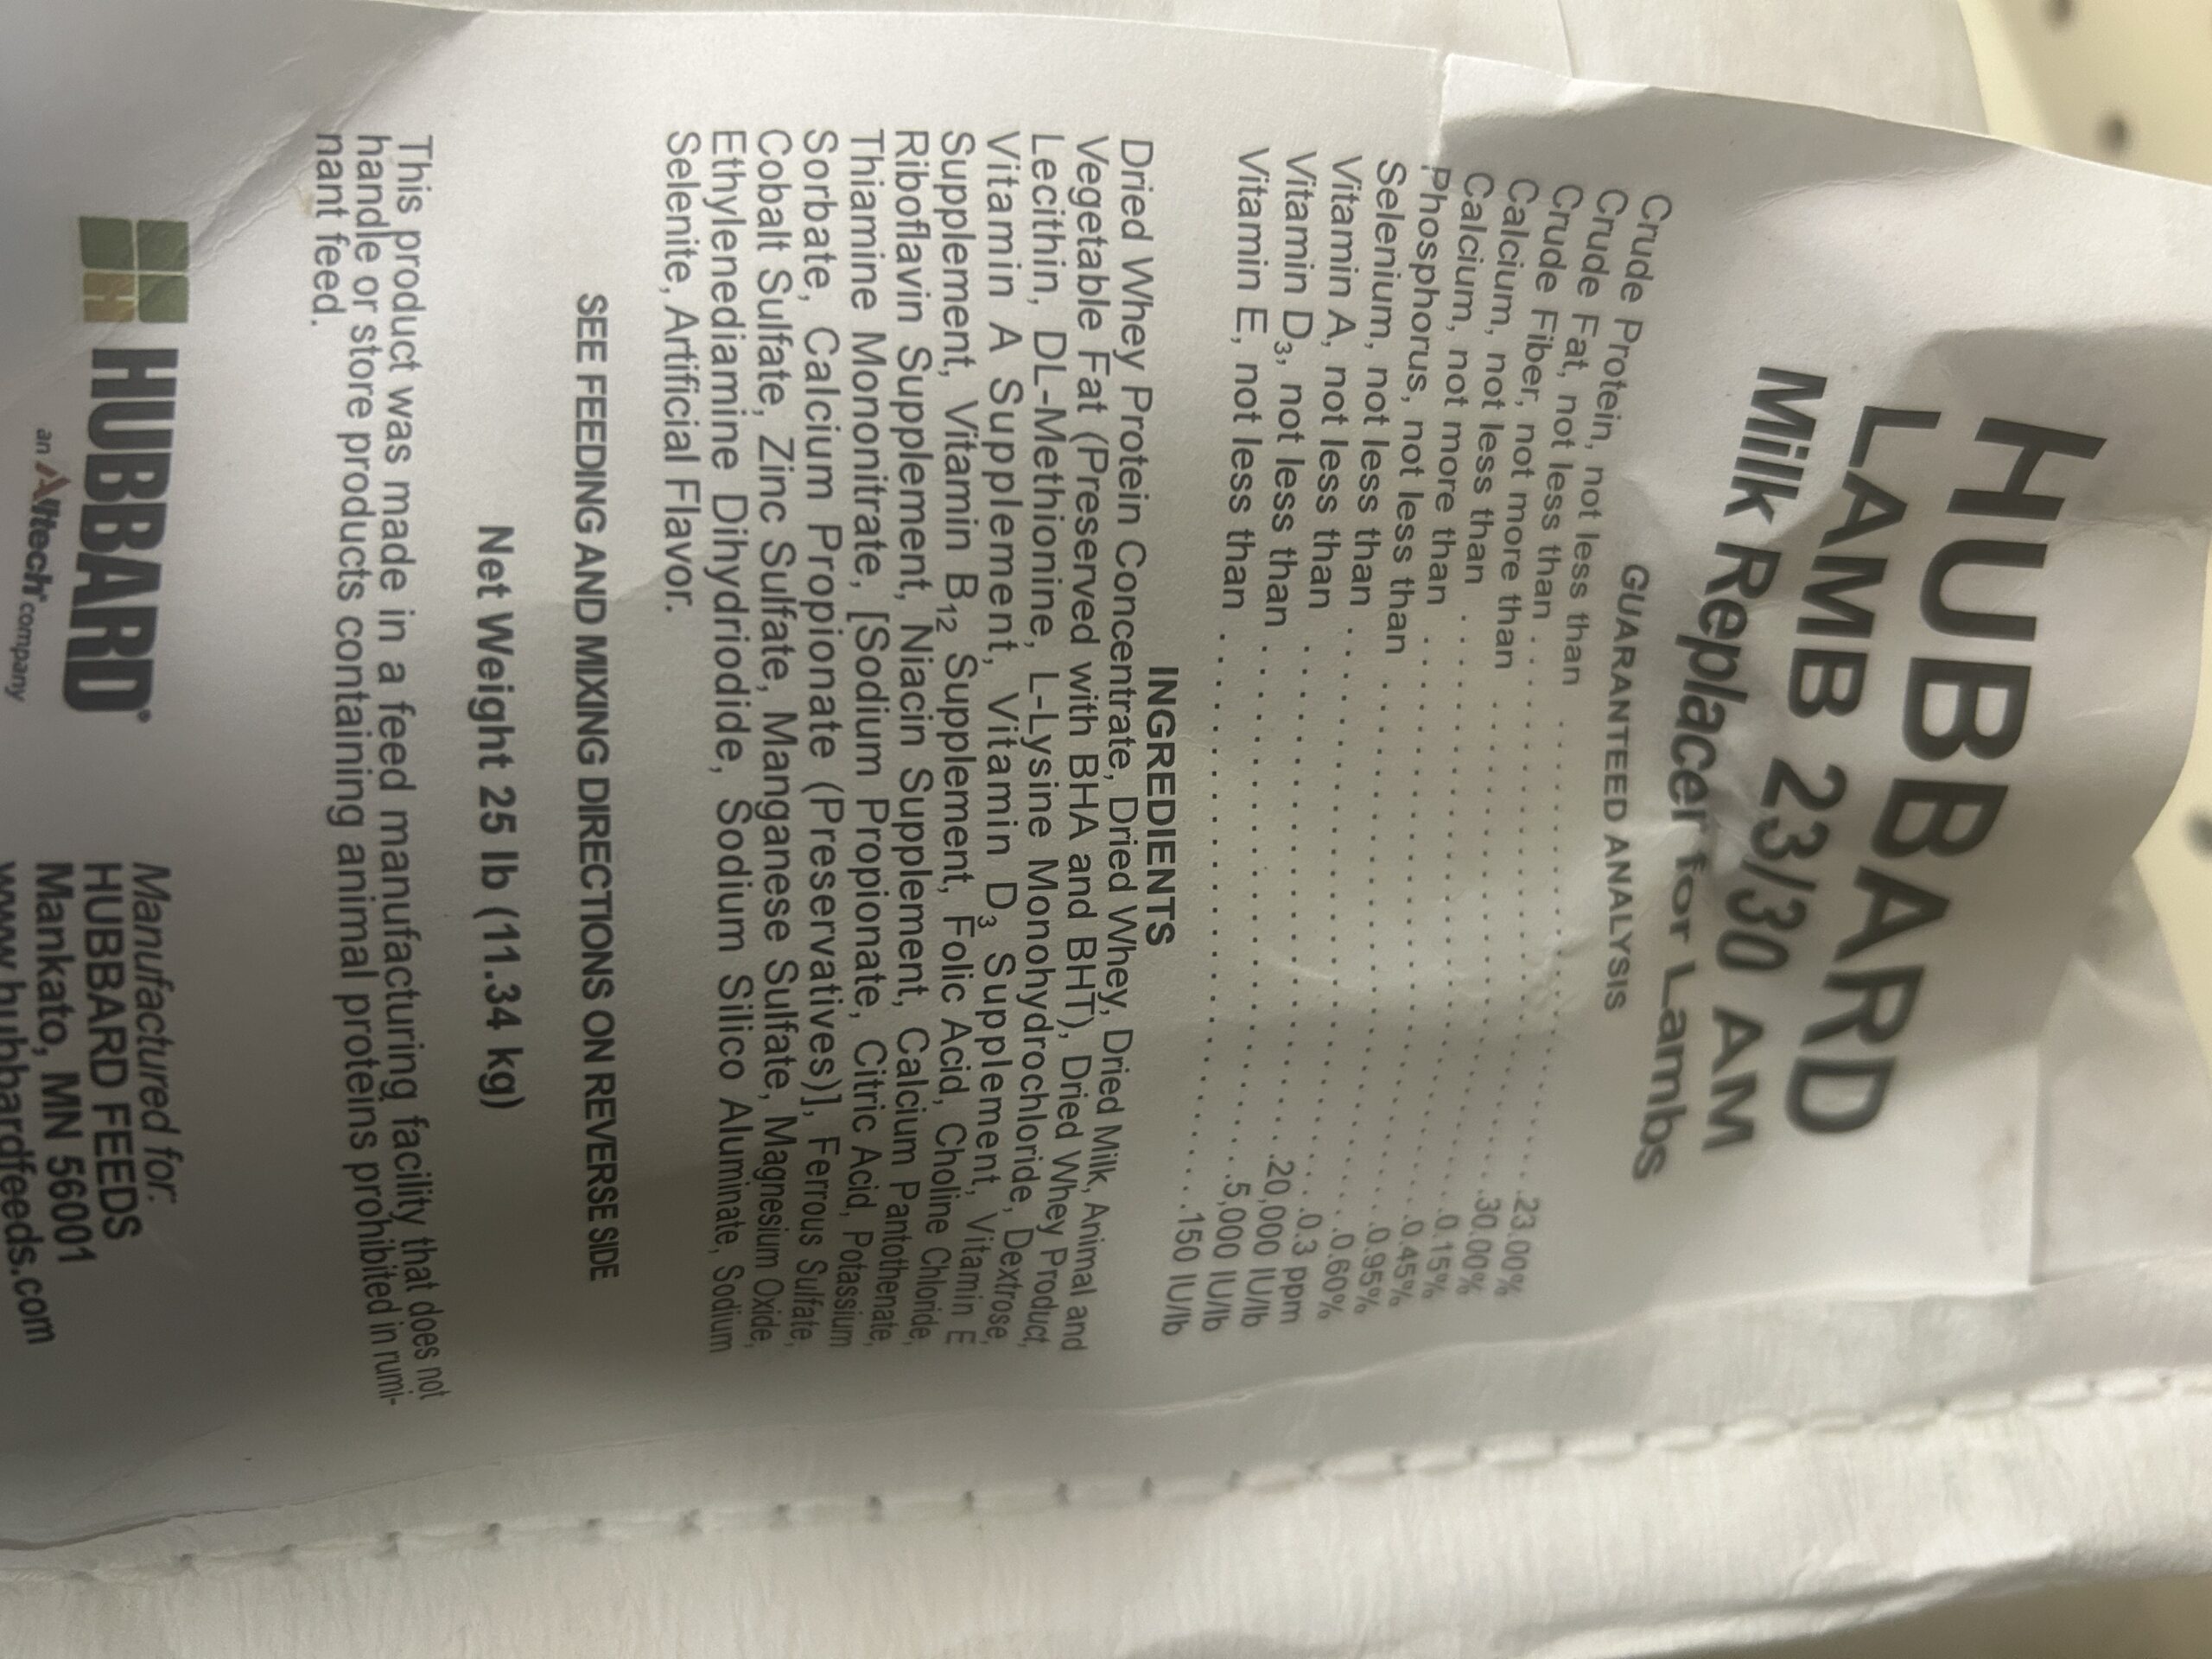 HUBBARD
LAMB 23/30 AM
Milk Replacer for Lambs
GUARANTEED ANALYSIS
Crude Protein, not less than . . . . . . . . . . . . . . . . . . . . 23.00%
Crude Fat, not less than . . . . . . . . . . . . . . . . . . . . 30.00%
Crude Fiber, not more than . . . . . . . . . . . . . . . . . . . . 0.15%
Calcium, not less than . . . . . . . . . . . . . . . . . . . . 0.45%
Calcium, not more than . . . . . . . . . . . . . . . . . . . . 0.95%
Phosphorus, not less than . . . . . . . . . . . . . . . . . . . . 0.60%
Selenium, not less than . . . . . . . . . . . . . . . . . . . . 0.3 ppm
Vitamin A, not less than . . . . . . . . . . . . . . . . . . . . 20,000 IU/lb
Vitamin D3, not less than . . . . . . . . . . . . . . . . . . . . 5,000 IU/lb
Vitamin E, not less than . . . . . . . . . . . . . . . . . . . . 150 IU/lb
INGREDIENTS
Dried Whey Protein Concentrate, Dried Whey, Dried Milk, Animal and
Vegetable Fat (Preserved with BHA and BHT), Dried Whey Product,
Lecithin, DL-Methionine, L-Lysine Monohydrochloride, Dextrose,
Vitamin A Supplement, Vitamin D3 Supplement, Vitamin E
Supplement, Vitamin B12 Supplement, Folic Acid, Choline Chloride,
Riboflavin Supplement, Niacin Supplement, Calcium Pantothenate,
Thiamine Mononitrate, [Sodium Propionate, Citric Acid, Potassium
Sorbate, Calcium Propionate (Preservatives)], Ferrous Sulfate,
Cobalt Sulfate, Zinc Sulfate, Manganese Sulfate, Magnesium Oxide,
Ethylenediamine Dihydriodide, Sodium Silico Aluminate, Sodium
Selenite, Artificial Flavor.
SEE FEEDING AND MIXING DIRECTIONS ON REVERSE SIDE
Net Weight 25 lb (11.34 kg)
This product was made in a feed manufacturing facility that does not
handle or store products containing animal proteins prohibited in rumi-
nant feed.
H HUBBARD®
an Alltech® company
Manufactured for:
HUBBARD FEEDS
Mankato, MN 56001
www.hubbardfeeds.com